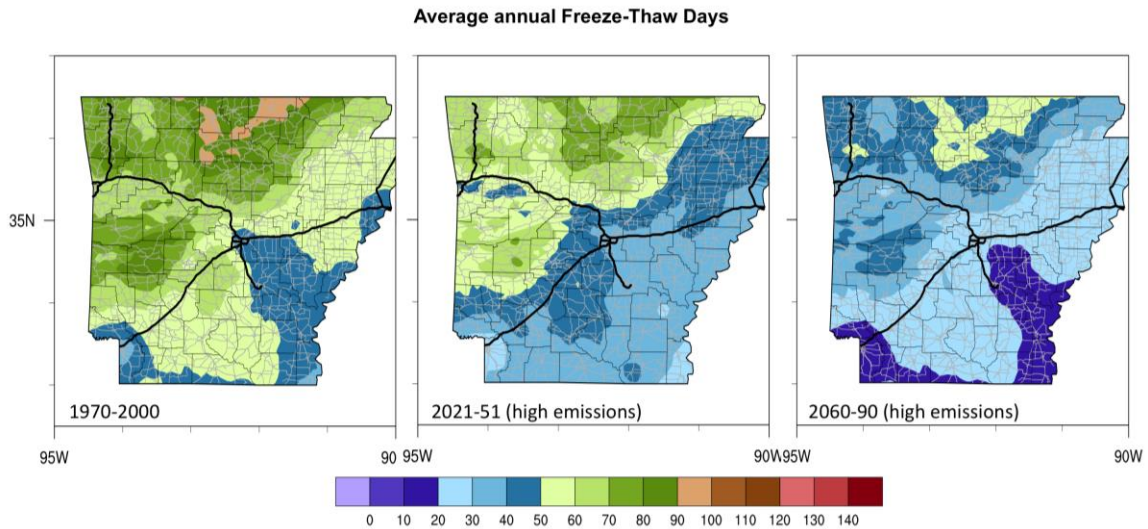 Average annual Freeze-Thaw Days
35N
1970-2000
2021-51 (high emissions)
2060-90 (high emissions)
95W
90
95W
90W
95W
90W
0 10 20 30 40 50 60 70 80 90 100 110 120 130 140